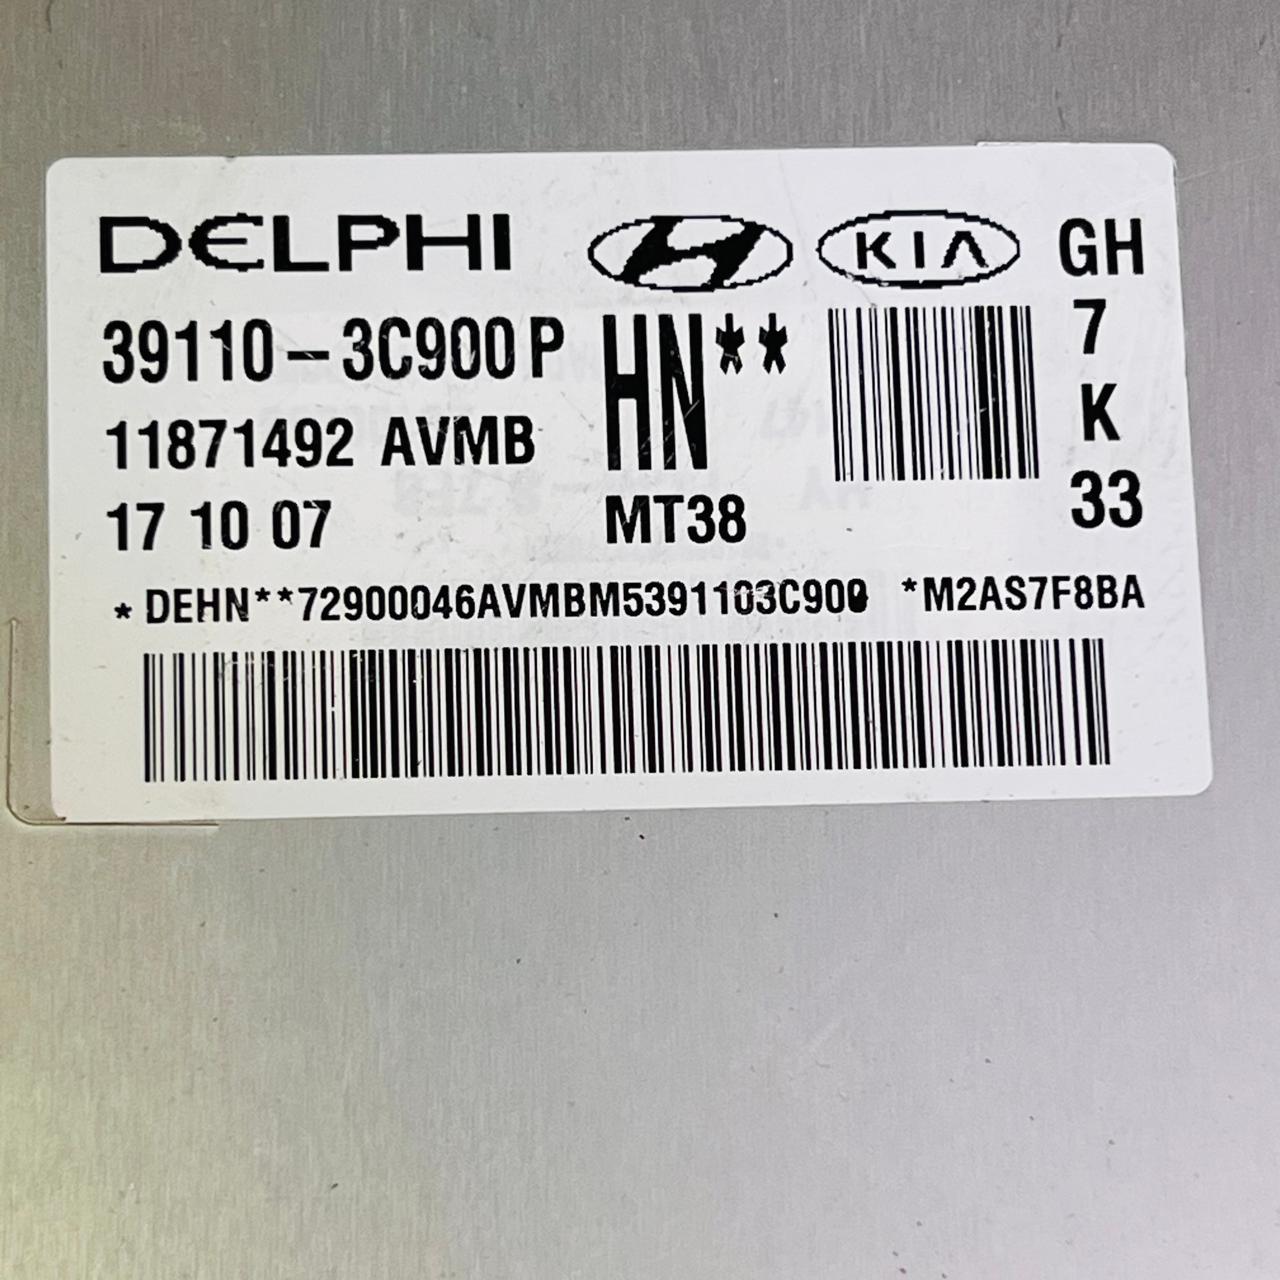 DELPHI KIA GH
39110-3C900P HN** 7
11871492 AVMB K
17 10 07 MT38 33
*DEHN**72900046AVMBM5391103C900 *M2AS7F8BA